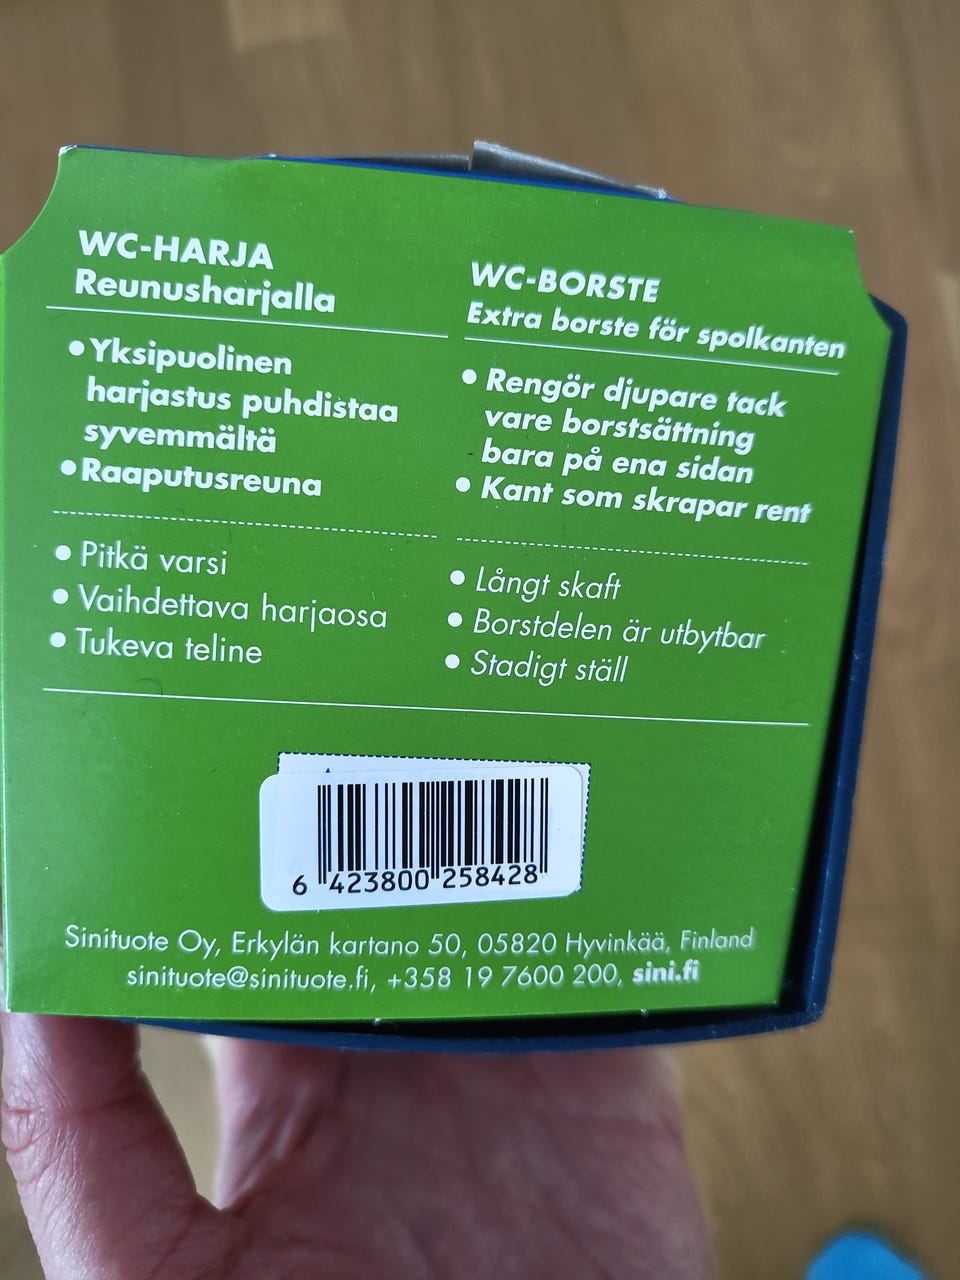 WC-HARJA
Reunusharjalla
• Yksipuolinen
harjastus puhdistaa
syvemmältä
• Raaputusreuna
• Pitkä varsi
• Vaihdettava harjaosa
• Tukeva teline
WC-BORSTE
Extra borste för spolkanten
• Rengör djupare tack
vare borstsättning
bara på ena sidan
• Kant som skrapar rent
• Långt skaft
• Borstdelen är utbytbar
• Stadigt ställ
6 423800 258428
Sinituote Oy, Erkylän kartano 50, 05820 Hyvinkää, Finland
sinituote@sinituote.fi, +358 19 7600 200, sini.fi